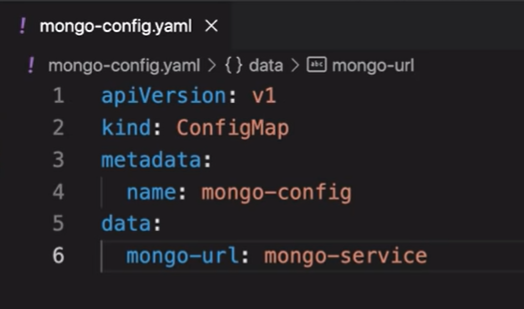 ! mongo-config.yaml ×
! mongo-config.yaml > {} data > abc mongo-url
1 apiVersion: v1
2 kind: ConfigMap
3 metadata:
4   name: mongo-config
5 data:
6   mongo-url: mongo-service